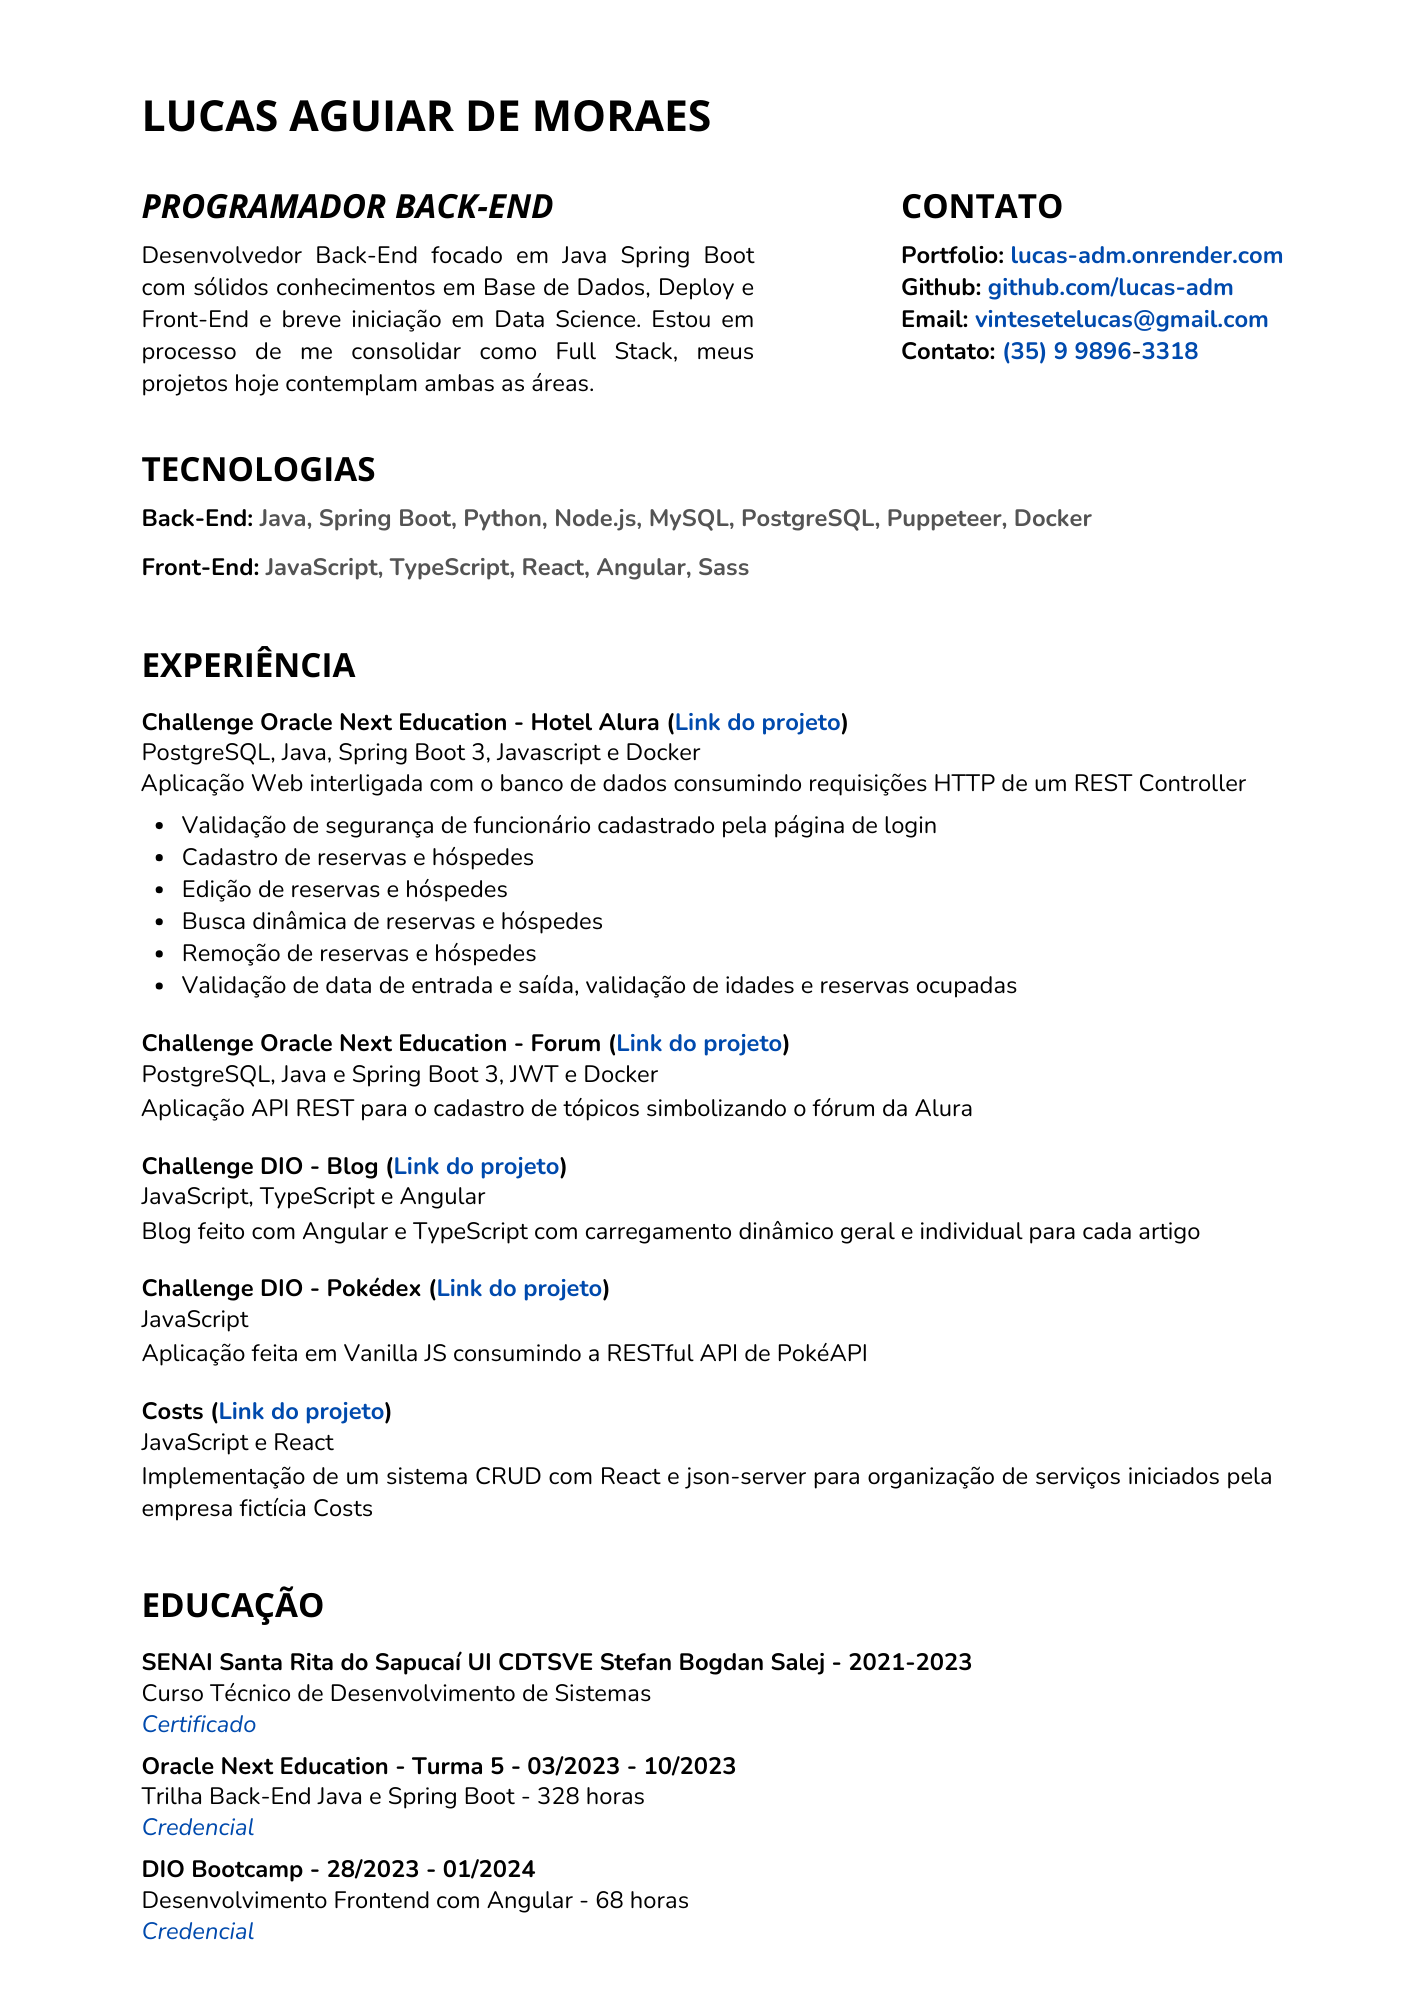 LUCAS AGUIAR DE MORAES
PROGRAMADOR BACK-END
Desenvolvedor Back-End focado em Java Spring Boot
com sólidos conhecimentos em Base de Dados, Deploy e
Front-End e breve iniciação em Data Science. Estou em
processo de me consolidar como Full Stack, meus
projetos hoje contemplam ambas as áreas.
CONTATO
Portfolio: lucas-adm.onrender.com
Github: github.com/lucas-adm
Email: vintesetelucas@gmail.com
Contato: (35) 9 9896-3318
TECNOLOGIAS
Back-End: Java, Spring Boot, Python, Node.js, MySQL, PostgreSQL, Puppeteer, Docker
Front-End: JavaScript, TypeScript, React, Angular, Sass
EXPERIÊNCIA
Challenge Oracle Next Education - Hotel Alura (Link do projeto)
PostgreSQL, Java, Spring Boot 3, Javascript e Docker
Aplicação Web interligada com o banco de dados consumindo requisições HTTP de um REST Controller
• Validação de segurança de funcionário cadastrado pela página de login
• Cadastro de reservas e hóspedes
• Edição de reservas e hóspedes
• Busca dinâmica de reservas e hóspedes
• Remoção de reservas e hóspedes
• Validação de data de entrada e saída, validação de idades e reservas ocupadas
Challenge Oracle Next Education - Forum (Link do projeto)
PostgreSQL, Java e Spring Boot 3, JWT e Docker
Aplicação API REST para o cadastro de tópicos simbolizando o fórum da Alura
Challenge DIO - Blog (Link do projeto)
JavaScript, TypeScript e Angular
Blog feito com Angular e TypeScript com carregamento dinâmico geral e individual para cada artigo
Challenge DIO - Pokédex (Link do projeto)
JavaScript
Aplicação feita em Vanilla JS consumindo a RESTful API de PokéAPI
Costs (Link do projeto)
JavaScript e React
Implementação de um sistema CRUD com React e json-server para organização de serviços iniciados pela
empresa fictícia Costs
EDUCAÇÃO
SENAI Santa Rita do Sapucaí UI CDTSVE Stefan Bogdan Salej - 2021-2023
Curso Técnico de Desenvolvimento de Sistemas
Certificado
Oracle Next Education - Turma 5 - 03/2023 - 10/2023
Trilha Back-End Java e Spring Boot - 328 horas
Credencial
DIO Bootcamp - 28/2023 - 01/2024
Desenvolvimento Frontend com Angular - 68 horas
Credencial